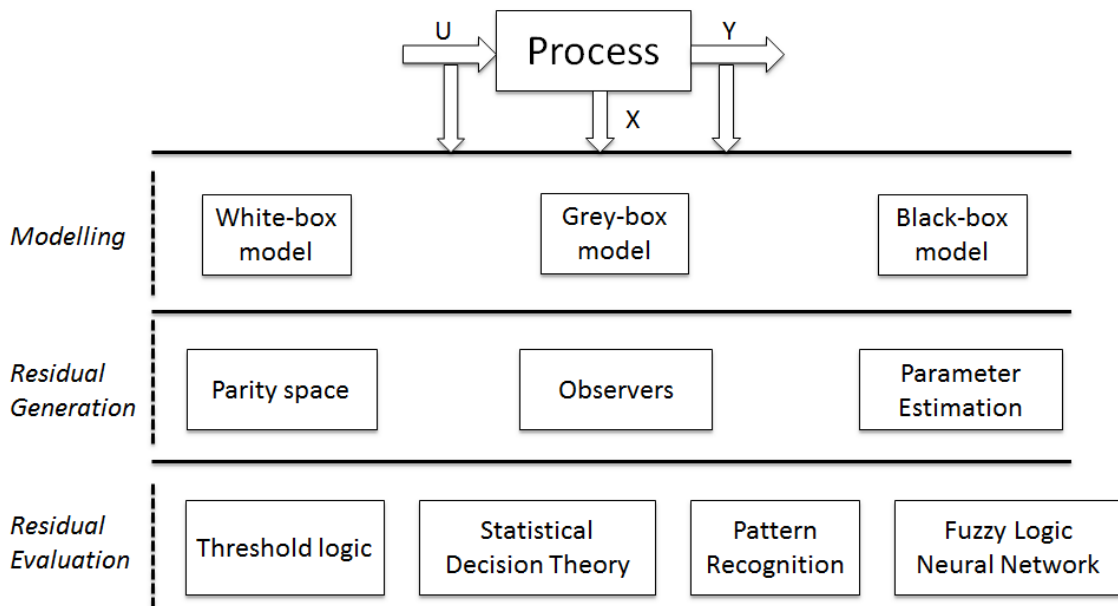 U
Process
Y
X
Modelling
White-box
model
Grey-box
model
Black-box
model
Residual
Generation
Parity space
Observers
Parameter
Estimation
Residual
Evaluation
Threshold logic
Statistical
Decision Theory
Pattern
Recognition
Fuzzy Logic
Neural Network